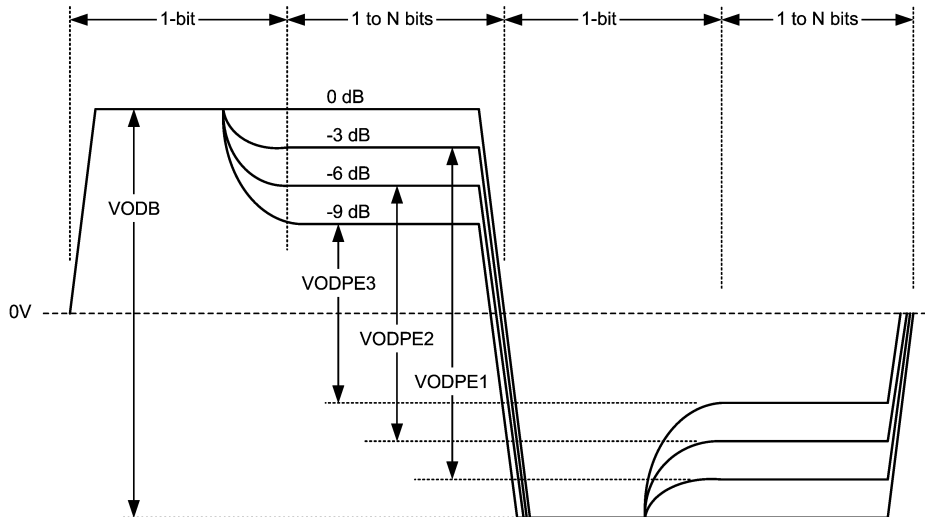 1-bit 1 to N bits 1-bit 1 to N bits
0 dB
-3 dB
-6 dB
VODB
-9 dB
VODPE3
0V
VODPE2
VODPE1